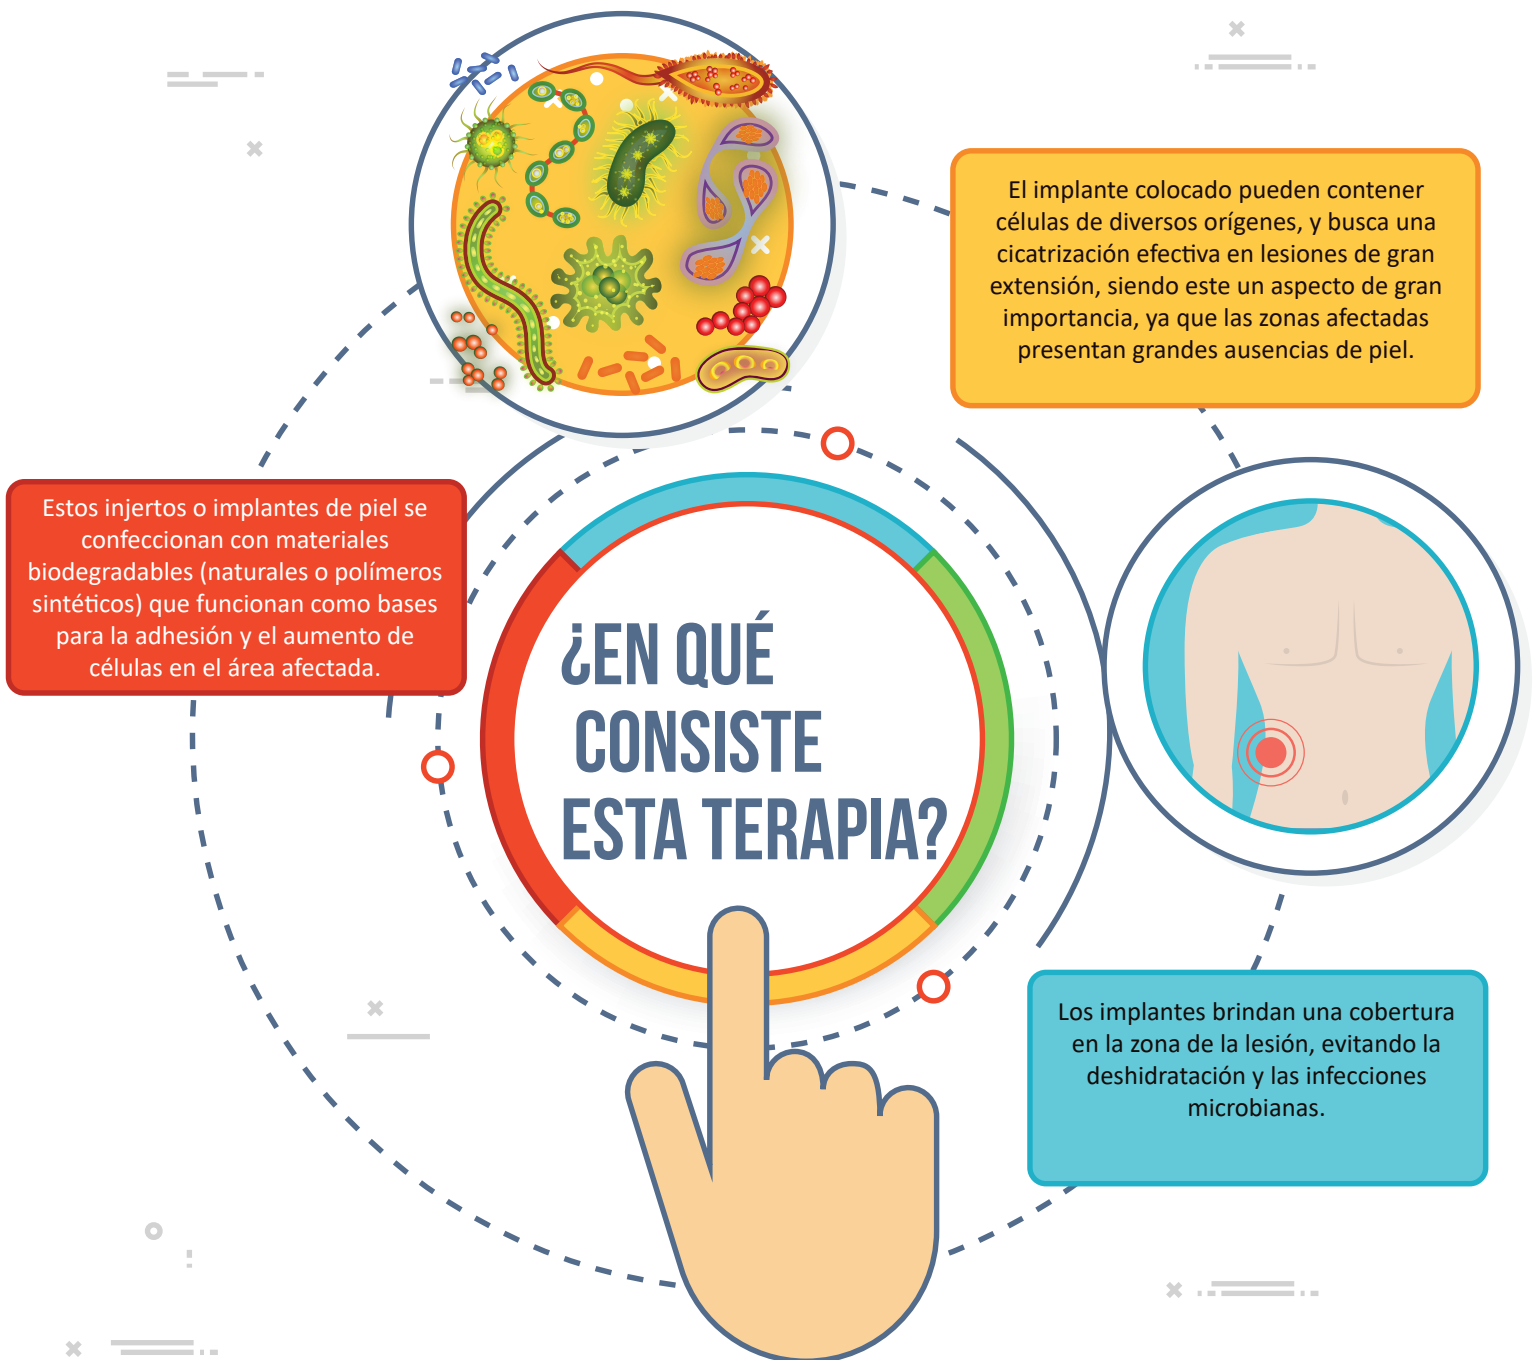 El implante colocado pueden contener
células de diversos orígenes, y busca una
cicatrización efectiva en lesiones de gran
extensión, siendo este un aspecto de gran
importancia, ya que las zonas afectadas
presentan grandes ausencias de piel.
Estos injertos o implantes de piel se
confeccionan con materiales
biodegradables (naturales o polímeros
sintéticos) que funcionan como bases
para la adhesión y el aumento de
células en el área afectada.
¿EN QUÉ
CONSISTE
ESTA TERAPIA?
Los implantes brindan una cobertura
en la zona de la lesión, evitando la
deshidratación y las infecciones
microbianas.